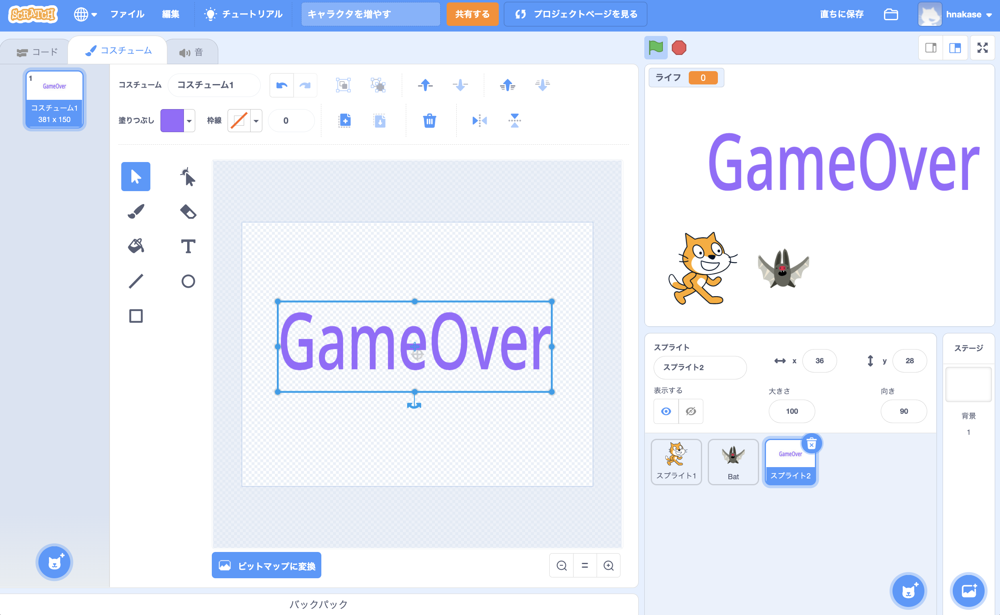 SCRATCH
ファイル
編集
チュートリアル
キャラクタを増やす
共有する
プロジェクトページを見る
直ちに保存
hnakase
コード
コスチューム
音
1
GameOver
コスチューム1
381 x 150
コスチューム
コスチューム1
塗りつぶし
枠線
0
GameOver
ビットマップに変換
バックパック
ライフ 0
GameOver
スプライト
スプライト2
x 36
y 28
表示する
大きさ
100
向き
90
スプライト1
Bat
GameOver
スプライト2
ステージ
背景
1